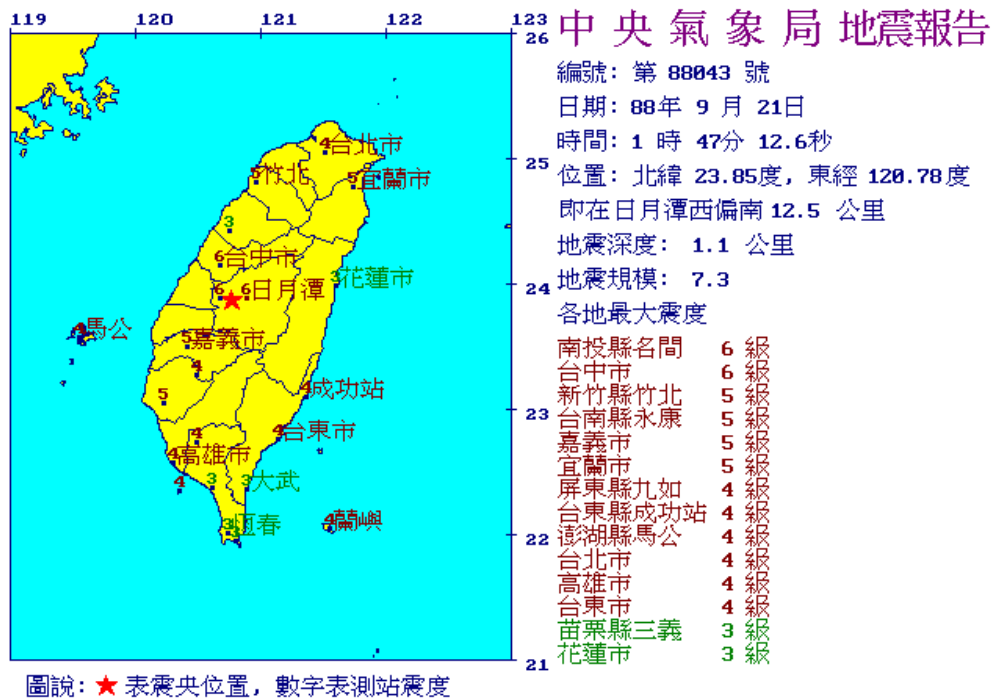 119 120 121 122 123
中央氣象局地震報告
26
編號: 第 88043 號
日期: 88年 9 月 21日
時間: 1 時 47分 12.6秒
位置: 北緯 23.85度, 東經 120.78度
即在日月潭西偏南 12.5 公里
地震深度: 1.1 公里
地震規模: 7.3
各地最大震度
南投縣名間 6 級
台中市 6 級
新竹縣竹北 5 級
台南縣永康 5 級
嘉義市 5 級
宜蘭市 5 級
屏東縣九如 4 級
台東縣成功站 4 級
澎湖縣馬公 4 級
台北市 4 級
高雄市 4 級
台東市 4 級
苗栗縣三義 3 級
花蓮市 3 級
4台北市
25
5竹北
5宜蘭市
3
6台中市
3花蓮市
24
6 6日月潭
4馬公
5嘉義市
4
4成功站
5
23
4
4台東市
4高雄市
4
3
3大武
3恆春
4蘭嶼
22
21
圖說: ★ 表震央位置, 數字表測站震度